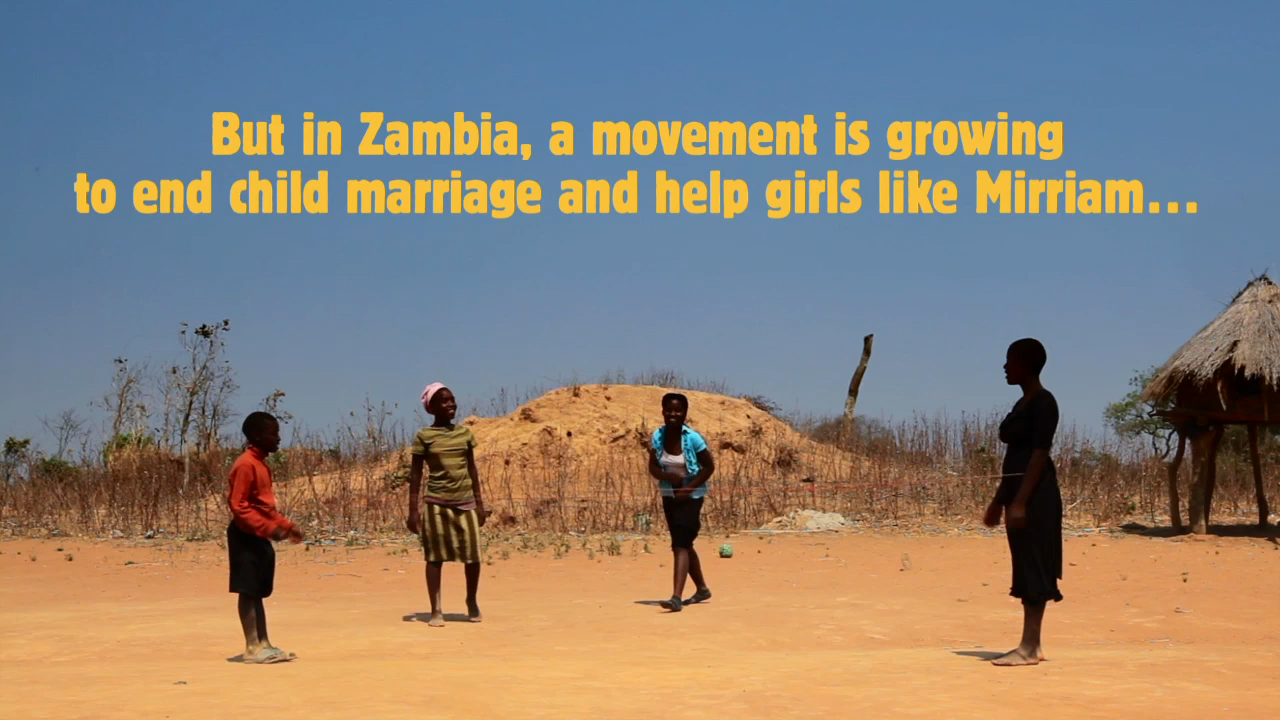 But in Zambia, a movement is growing
to end child marriage and help girls like Mirriam...